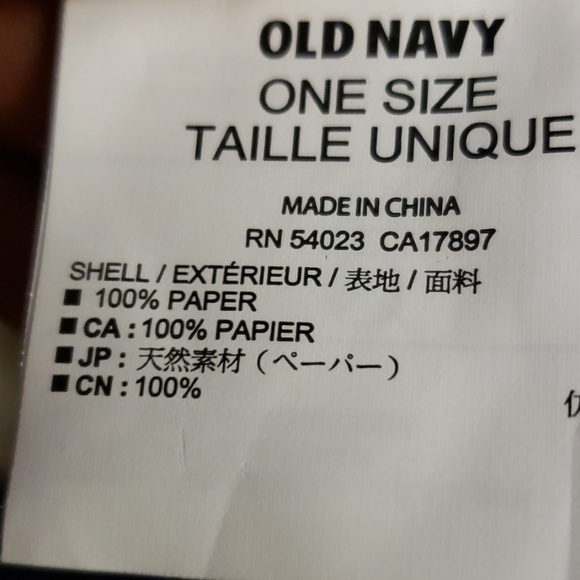 OLD NAVY
ONE SIZE
TAILLE UNIQUE
MADE IN CHINA
RN 54023 CA17897
SHELL / EXTÉRIEUR / 表地 / 面料
■ 100% PAPER
■ CA : 100% PAPIER
■ JP : 天然素材 ( ペーパー )
■ CN : 100%